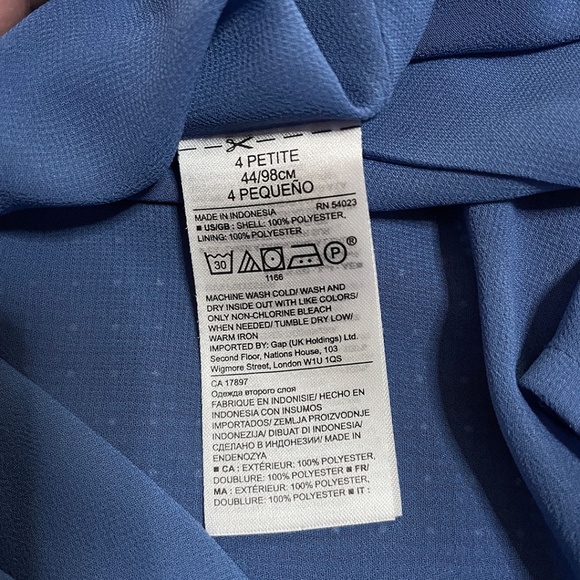 4 PETITE
44/98CM
4 PEQUEÑO
MADE IN INDONESIA RN 54023
■ US/GB : SHELL: 100% POLYESTER,
LINING: 100% POLYESTER
30 P ®
1166
MACHINE WASH COLD/ WASH AND
DRY INSIDE OUT WITH LIKE COLORS/
ONLY NON-CHLORINE BLEACH
WHEN NEEDED/ TUMBLE DRY LOW/
WARM IRON
IMPORTED BY: Gap (UK Holdings) Ltd.
Second Floor, Nations House, 103
Wigmore Street, London W1U 1QS
CA 17897
Одежда второго слоя
FABRIQUE EN INDONISIE/ HECHO EN
INDONESIA CON INSUMOS
IMPORTADOS/ ZEMLJA PROIZVODNJE
INDONEZIJA/ DIBUAT DI INDONESIA/
СДЕЛАНО В ИНДОНЕЗИИ/ MADE IN
ENDENOZYA
■ CA : EXTÉRIEUR: 100% POLYESTER,
DOUBLURE : 100% POLYESTER ■ FR/
MA : EXTÉRIEUR: 100% POLYESTER,
DOUBLURE: 100% POLYESTER ■ IT :